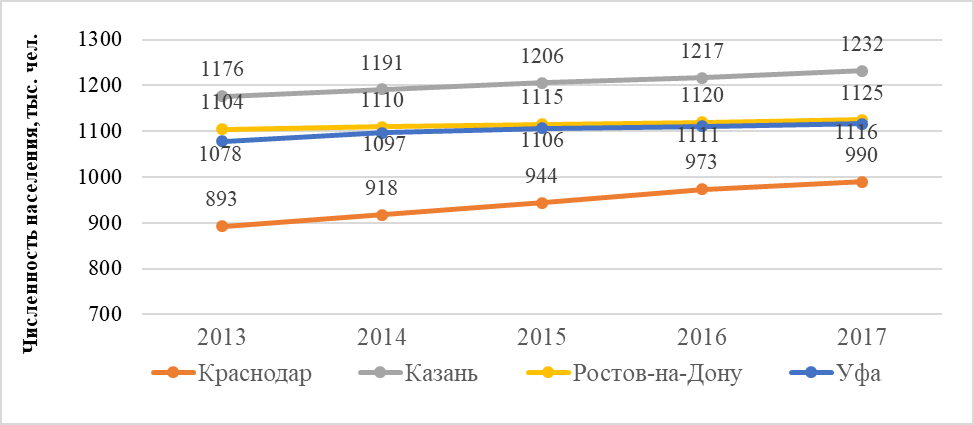 Численность населения, тыс. чел.
1300
1200
1100
1000
900
800
700
1176 1191 1206 1217 1232
1104 1110 1115 1120 1125
1078 1097 1106 1111 1116
893 918 944 973 990
2013 2014 2015 2016 2017
Краснодар Казань Ростов-на-Дону Уфа